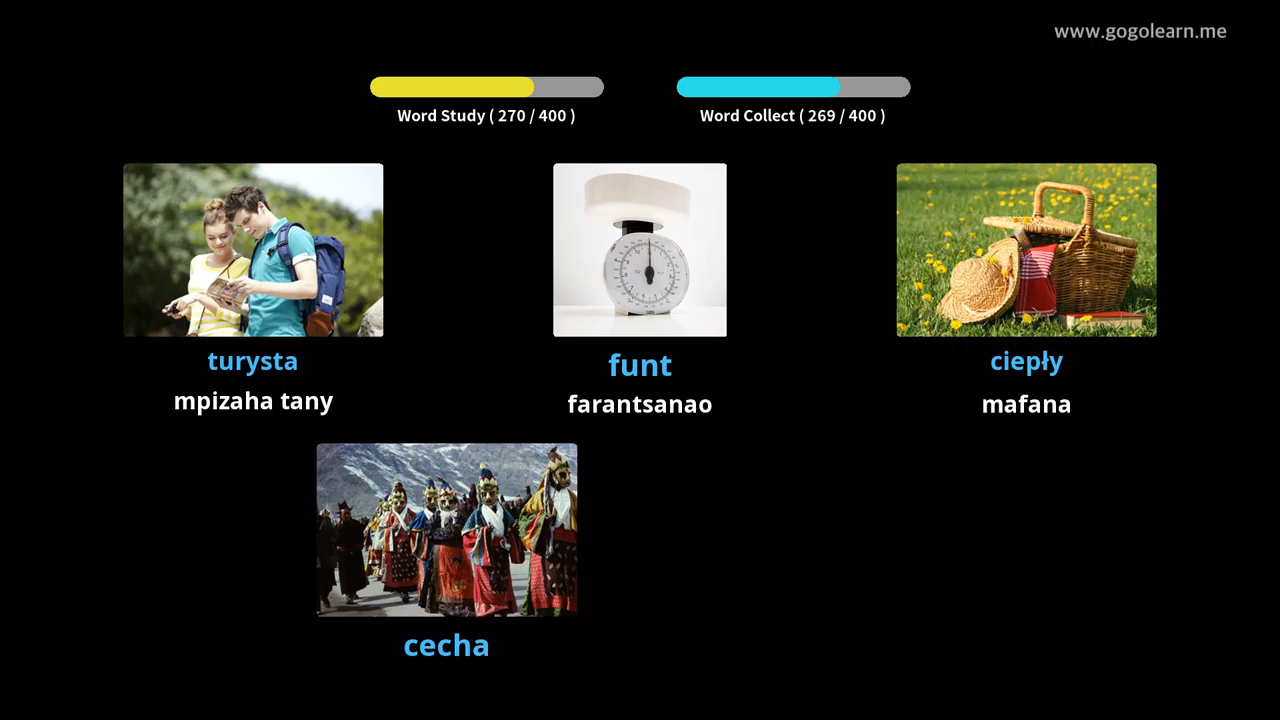 www.gogolearn.me
Word Study ( 270 / 400 )
Word Collect ( 269 / 400 )
turysta
funt
ciepły
mpizaha tany
farantsanao
mafana
cecha